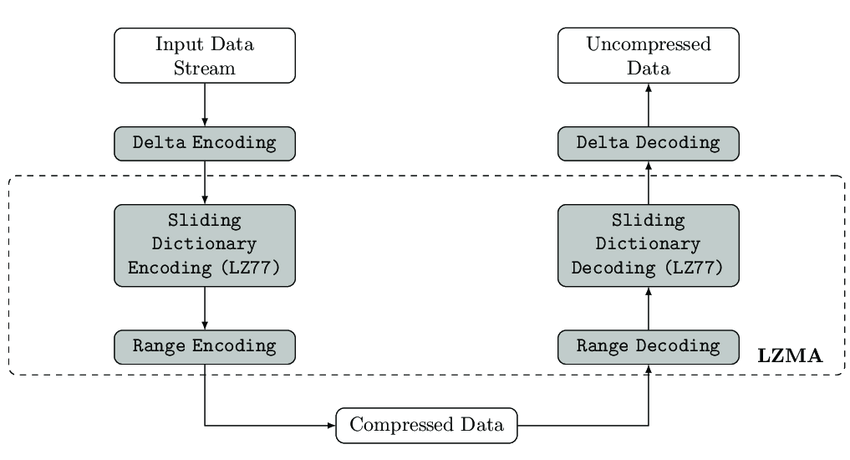 Input Data
Stream
Delta Encoding
Sliding
Dictionary
Encoding (LZ77)
Range Encoding
Compressed Data
Uncompressed
Data
Delta Decoding
Sliding
Dictionary
Decoding (LZ77)
Range Decoding
LZMA